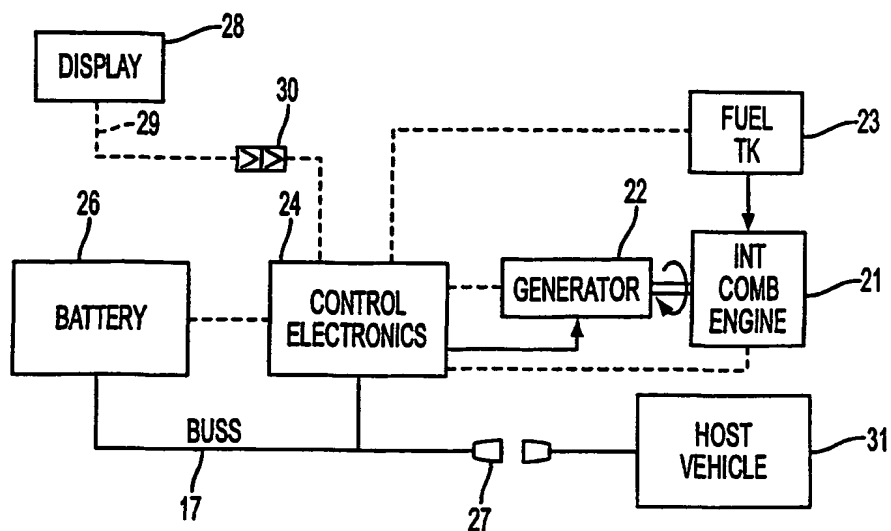 28
DISPLAY
30
29
FUEL
TK
23
22
26
24
GENERATOR
INT
COMB
ENGINE
21
BATTERY
CONTROL
ELECTRONICS
BUSS
17
27
HOST
VEHICLE
31